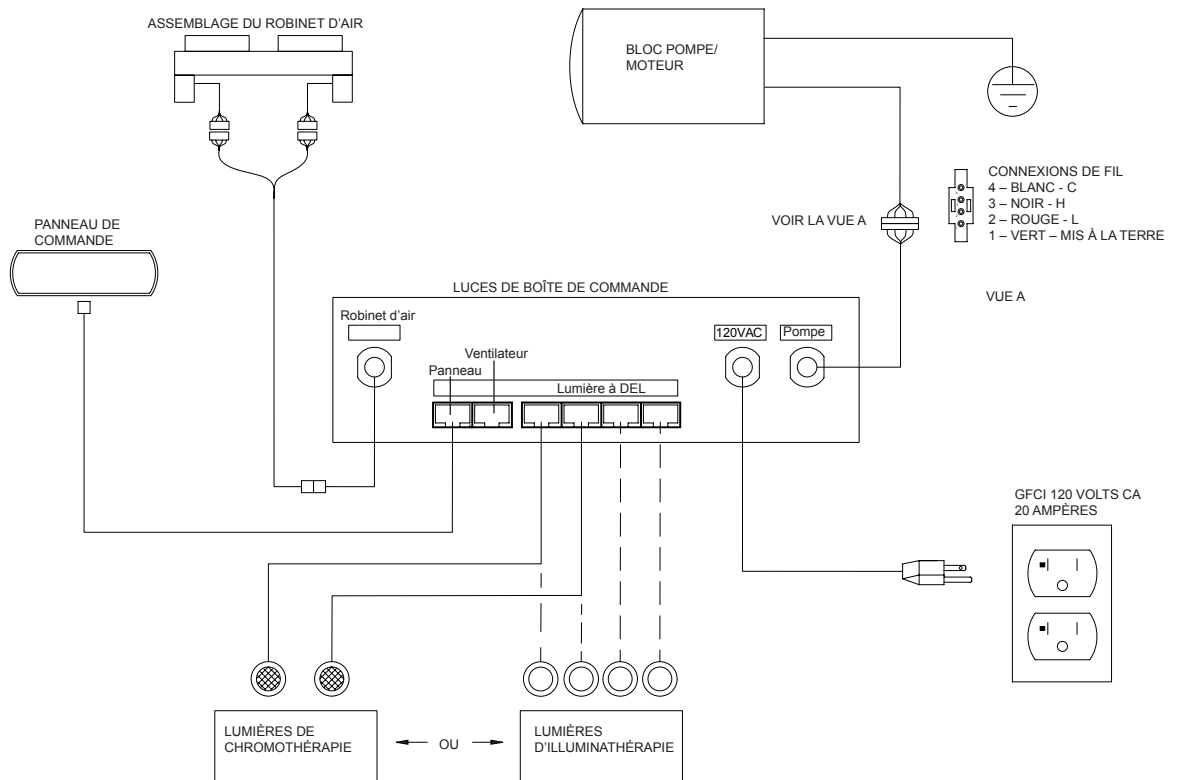 ASSEMBLAGE DU ROBINET D'AIR
BLOC POMPE/
MOTEUR
CONNEXIONS DE FIL
4 – BLANC - C
3 – NOIR - H
2 – ROUGE - L
1 – VERT – MIS À LA TERRE
VOIR LA VUE A
VUE A
PANNEAU DE
COMMANDE
LUCES DE BOÎTE DE COMMANDE
Robinet d'air
120VAC
Pompe
Ventilateur
Panneau
Lumière à DEL
GFCI 120 VOLTS CA
20 AMPÈRES
LUMIÈRES DE
CHROMOTHÉRAPIE
OU
LUMIÈRES
D'ILLUMATHÉRAPIE